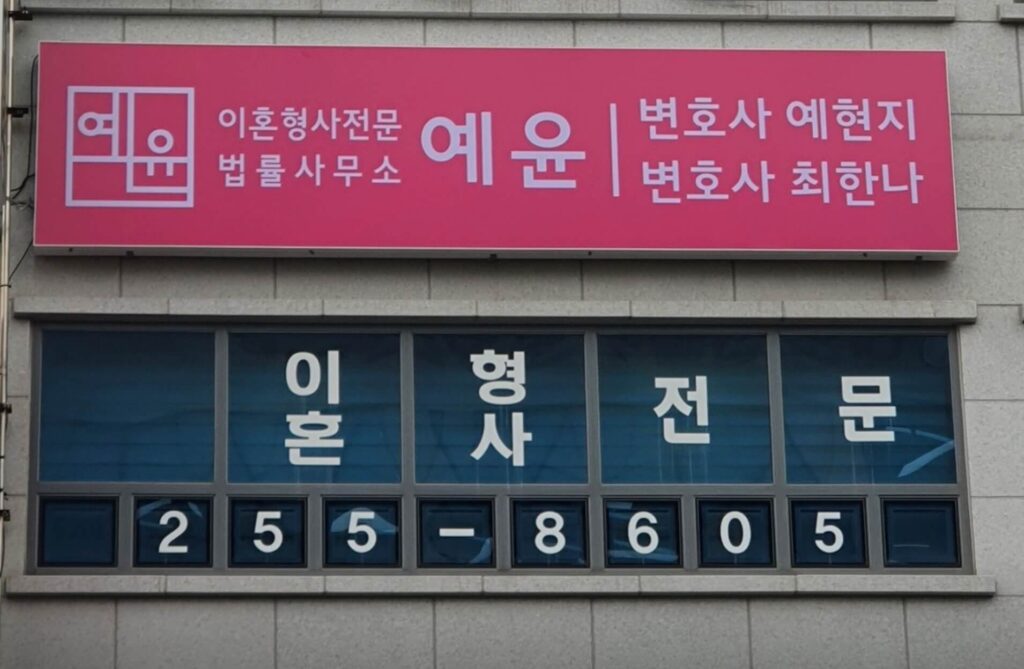 예윤
이혼형사전문
법률사무소
예윤
변호사 예현지
변호사 최한나
이혼 형사 전문
255-8605